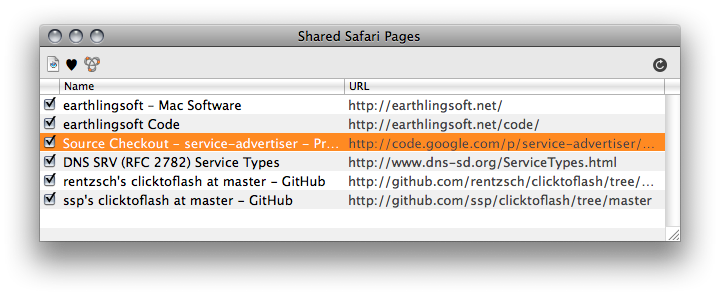 Shared Safari Pages
Name URL
earthlingsoft – Mac Software http://earthlingsoft.net/
earthlingsoft Code http://earthlingsoft.net/code/
Source Checkout – service-advertiser – Pr... http://code.google.com/p/service-advertiser/...
DNS SRV (RFC 2782) Service Types http://www.dns-sd.org/ServiceTypes.html
rentzsch's clicktoflash at master – GitHub http://github.com/rentzsch/clicktoflash/tree/...
ssp's clicktoflash at master – GitHub http://github.com/ssp/clicktoflash/tree/master